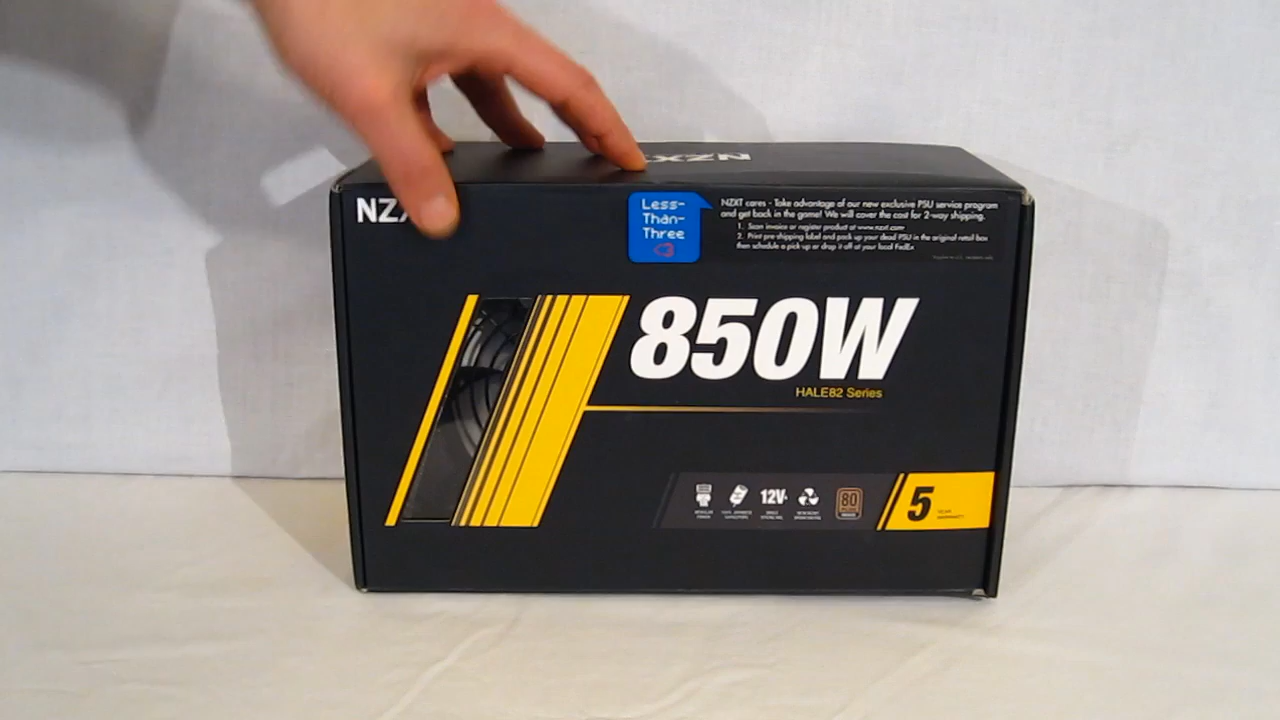 NZXT
NZ
Less-
Than-
Three
<3
NZXT cares - Take advantage of our new exclusive PSU service program
and get back in the game! We will cover the cost for 2-way shipping.
1. Scan invoice or register product at www.nzxt.com
2. Print pre-shipping label and pack up your dead PSU in the original retail box
then schedule a pick-up or drop it off at your local FedEx
850W
HALE82 Series
12V
80
5
YEAR
WARRANTY